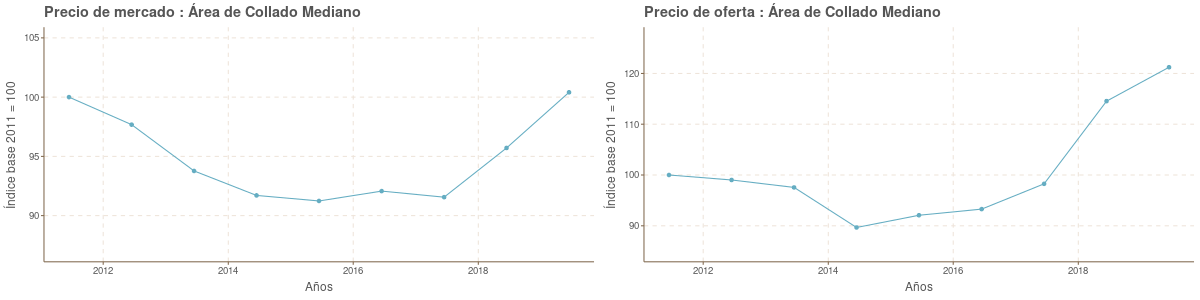 Precio de mercado : Área de Collado Mediano
Índice base 2011 = 100
105
100
95
90
2012
2014
2016
2018
Años
Precio de oferta : Área de Collado Mediano
Índice base 2011 = 100
120
110
100
90
2012
2014
2016
2018
Años